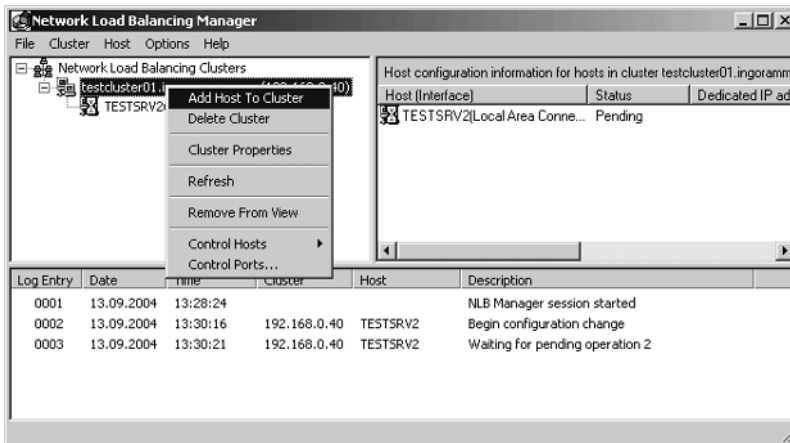 Network Load Balancing Manager
File Cluster Host Options Help
Network Load Balancing Clusters
testcluster01.i
TESTSRV2
Add Host To Cluster
Delete Cluster
Cluster Properties
Refresh
Remove From View
Control Hosts
Control Ports...
Host configuration information for hosts in cluster testcluster01.ingoramm
Host (Interface) Status Dedicated IP ad
TESTSRV2(Local Area Conne... Pending
Log Entry Date Time Cluster Host Description
0001 13.09.2004 13:28:24 NLB Manager session started
0002 13.09.2004 13:30:16 192.168.0.40 TESTSRV2 Begin configuration change
0003 13.09.2004 13:30:21 192.168.0.40 TESTSRV2 Waiting for pending operation 2